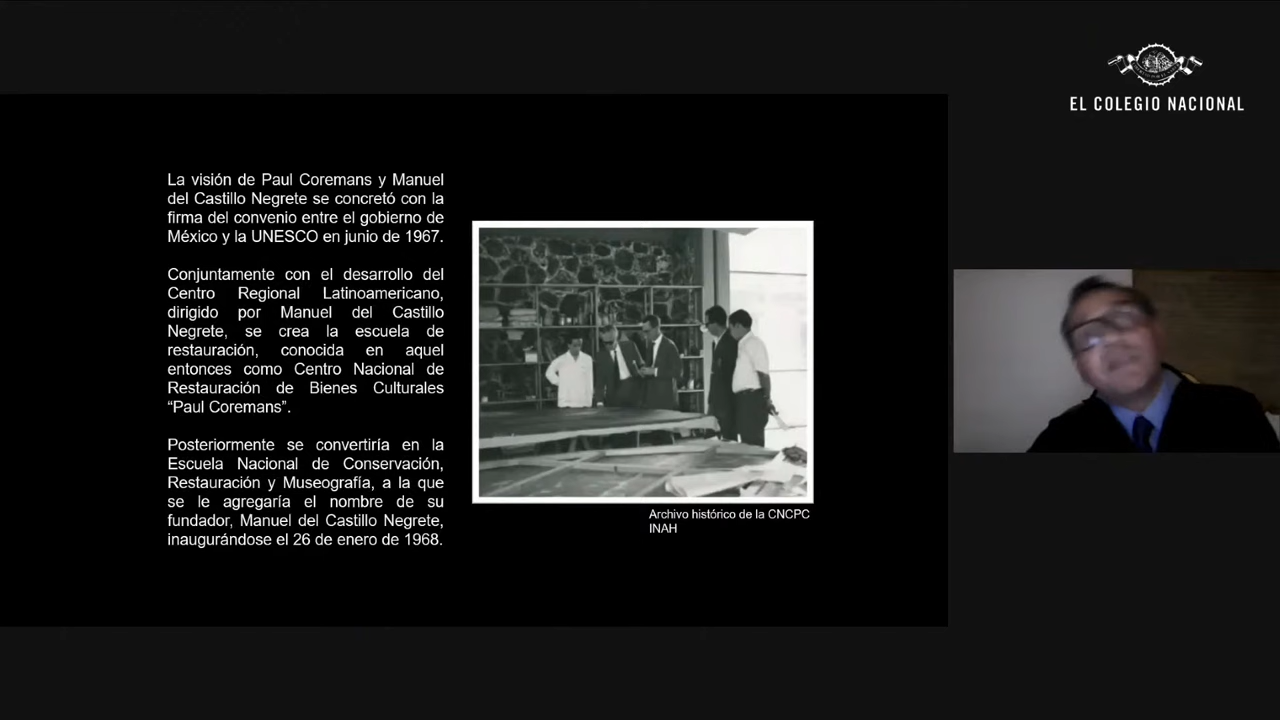 EL COLEGIO NACIONAL
La visión de Paul Coremans y Manuel
del Castillo Negrete se concretó con la
firma del convenio entre el gobierno de
México y la UNESCO en junio de 1967.
Conjuntamente con el desarrollo del
Centro Regional Latinoamericano,
dirigido por Manuel del Castillo
Negrete, se crea la escuela de
restauración, conocida en aquel
entonces como Centro Nacional de
Restauración de Bienes Culturales
“Paul Coremans”.
Posteriormente se convertiría en la
Escuela Nacional de Conservación,
Restauración y Museografía, a la que
se le agregaría el nombre de su
fundador, Manuel del Castillo Negrete,
inaugurándose el 26 de enero de 1968.
Archivo histórico de la CNCPC
INAH